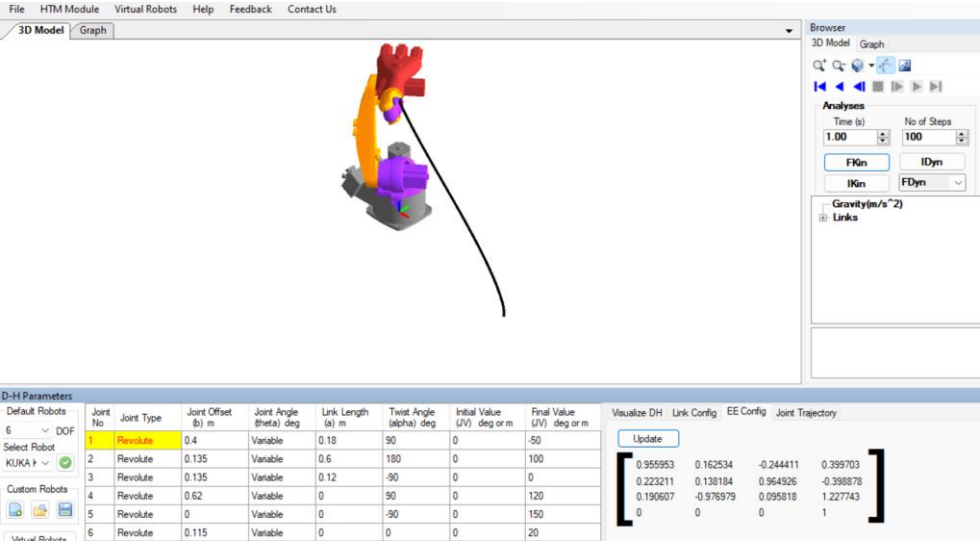 File HTM Module Virtual Robots Help Feedback Contact Us
3D Model Graph
Browser
3D Model Graph
Analyses
Time (s) No of Steps
1.00 100
FKin IDyn
IKin FDyn
Gravity(m/s^2)
Links
D-H Parameters
Default Robots
6 DOF
Select Robot
KUKA K
Custom Robots
Virtual Robots
Joint No Joint Type Joint Offset (b) m Joint Angle (theta) deg Link Length (a) m Twist Angle (alpha) deg Initial Value (JV) deg or m Final Value (JV) deg or m
1 Revolute 0.4 Variable 0.18 90 0 -50
2 Revolute 0.135 Variable 0.6 180 0 100
3 Revolute 0.135 Variable 0.12 -90 0 0
4 Revolute 0.62 Variable 0 90 0 120
5 Revolute 0 Variable 0 -90 0 150
6 Revolute 0.115 Variable 0 0 0 20
Visualize DH Link Config EE Config Joint Trajectory
Update
0.955953 0.162534 -0.244411 0.399703
0.223211 0.138184 0.964926 -0.398878
0.190607 -0.976979 0.095818 1.227743
0 0 0 1